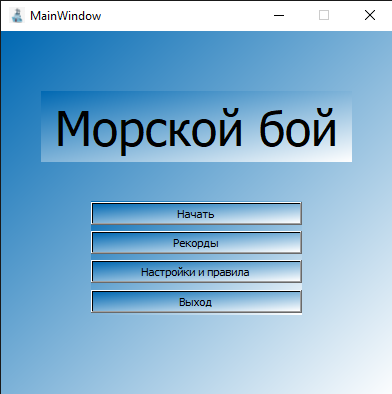 MainWindow
Морской бой
Начать
Рекорды
Настройки и правила
Выход